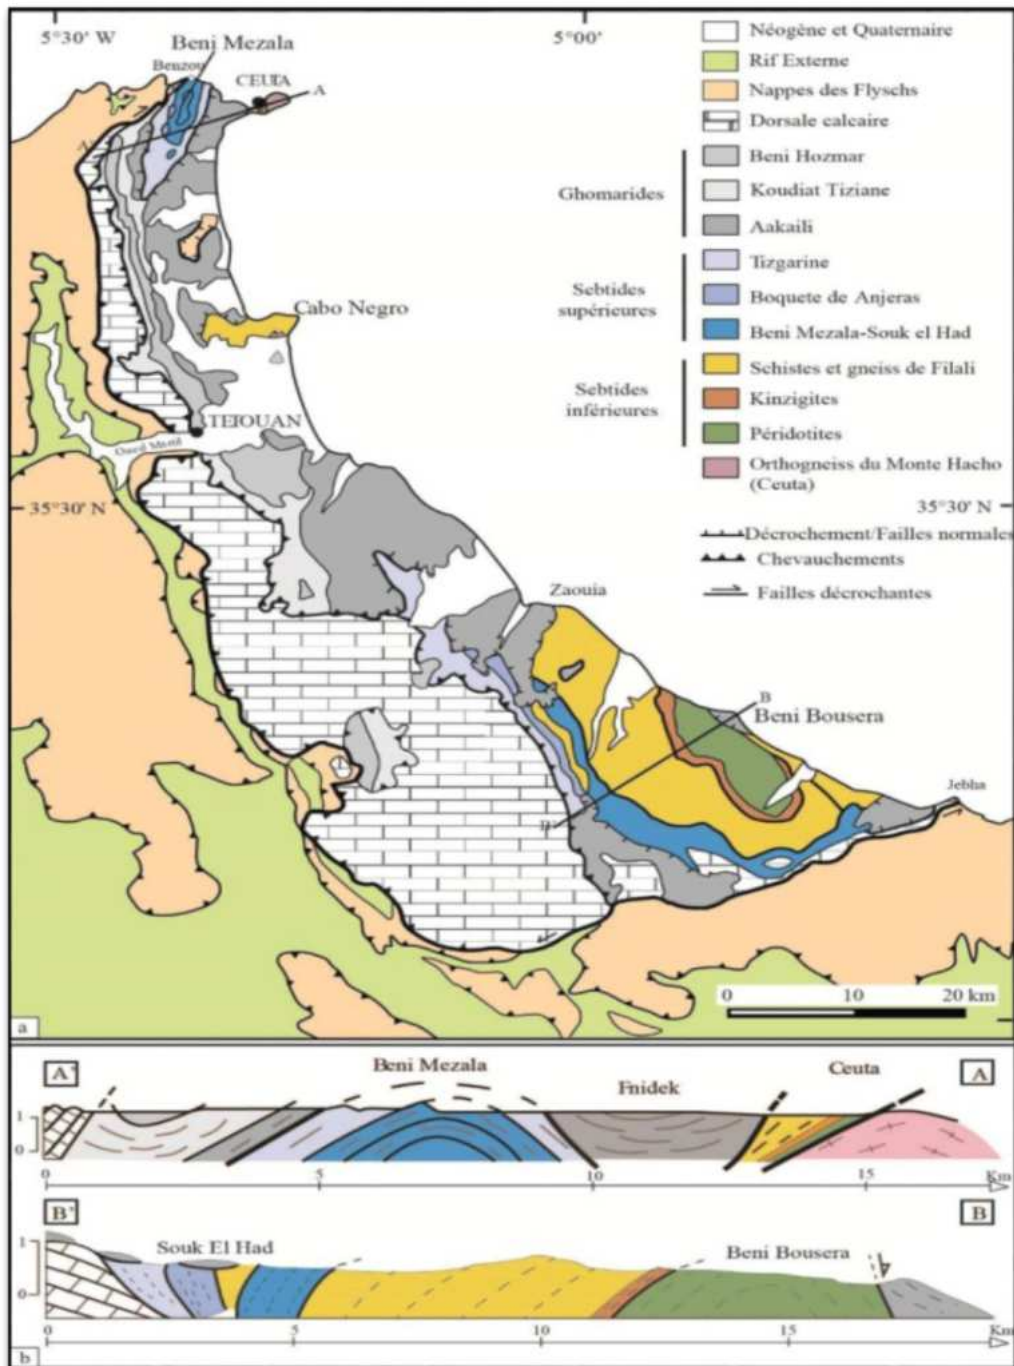 5°30' W
5°00'
Beni Mezala
Benzou
CEUTA
A
A'
Cabo Negro
TETOUAN
Oued Martil
35°30' N
35°30' N
Zaouia
B
Beni Bousera
B'
Jebha
Néogène et Quaternaire
Rif Externe
Nappes des Flyschs
Dorsale calcaire
Ghomarides
Beni Hozmar
Koudiat Tiziane
Aakaili
Sebtides
supérieures
Tizgarine
Boquete de Anjeras
Beni Mezala-Souk el Had
Sebtides
inférieures
Schistes et gneiss de Filali
Kinzigites
Péridotites
Orthogneiss du Monte Hacho
(Ceuta)
Décrochement/Failles normales
Chevauchements
Failles décrochantes
0 10 20 km
a
A'
Beni Mezala
Fnidek
Ceuta
A
1
0
0 5 10 15 Km
B'
Souk El Had
Beni Bousera
B
1
0
0 5 10 15 Km
b